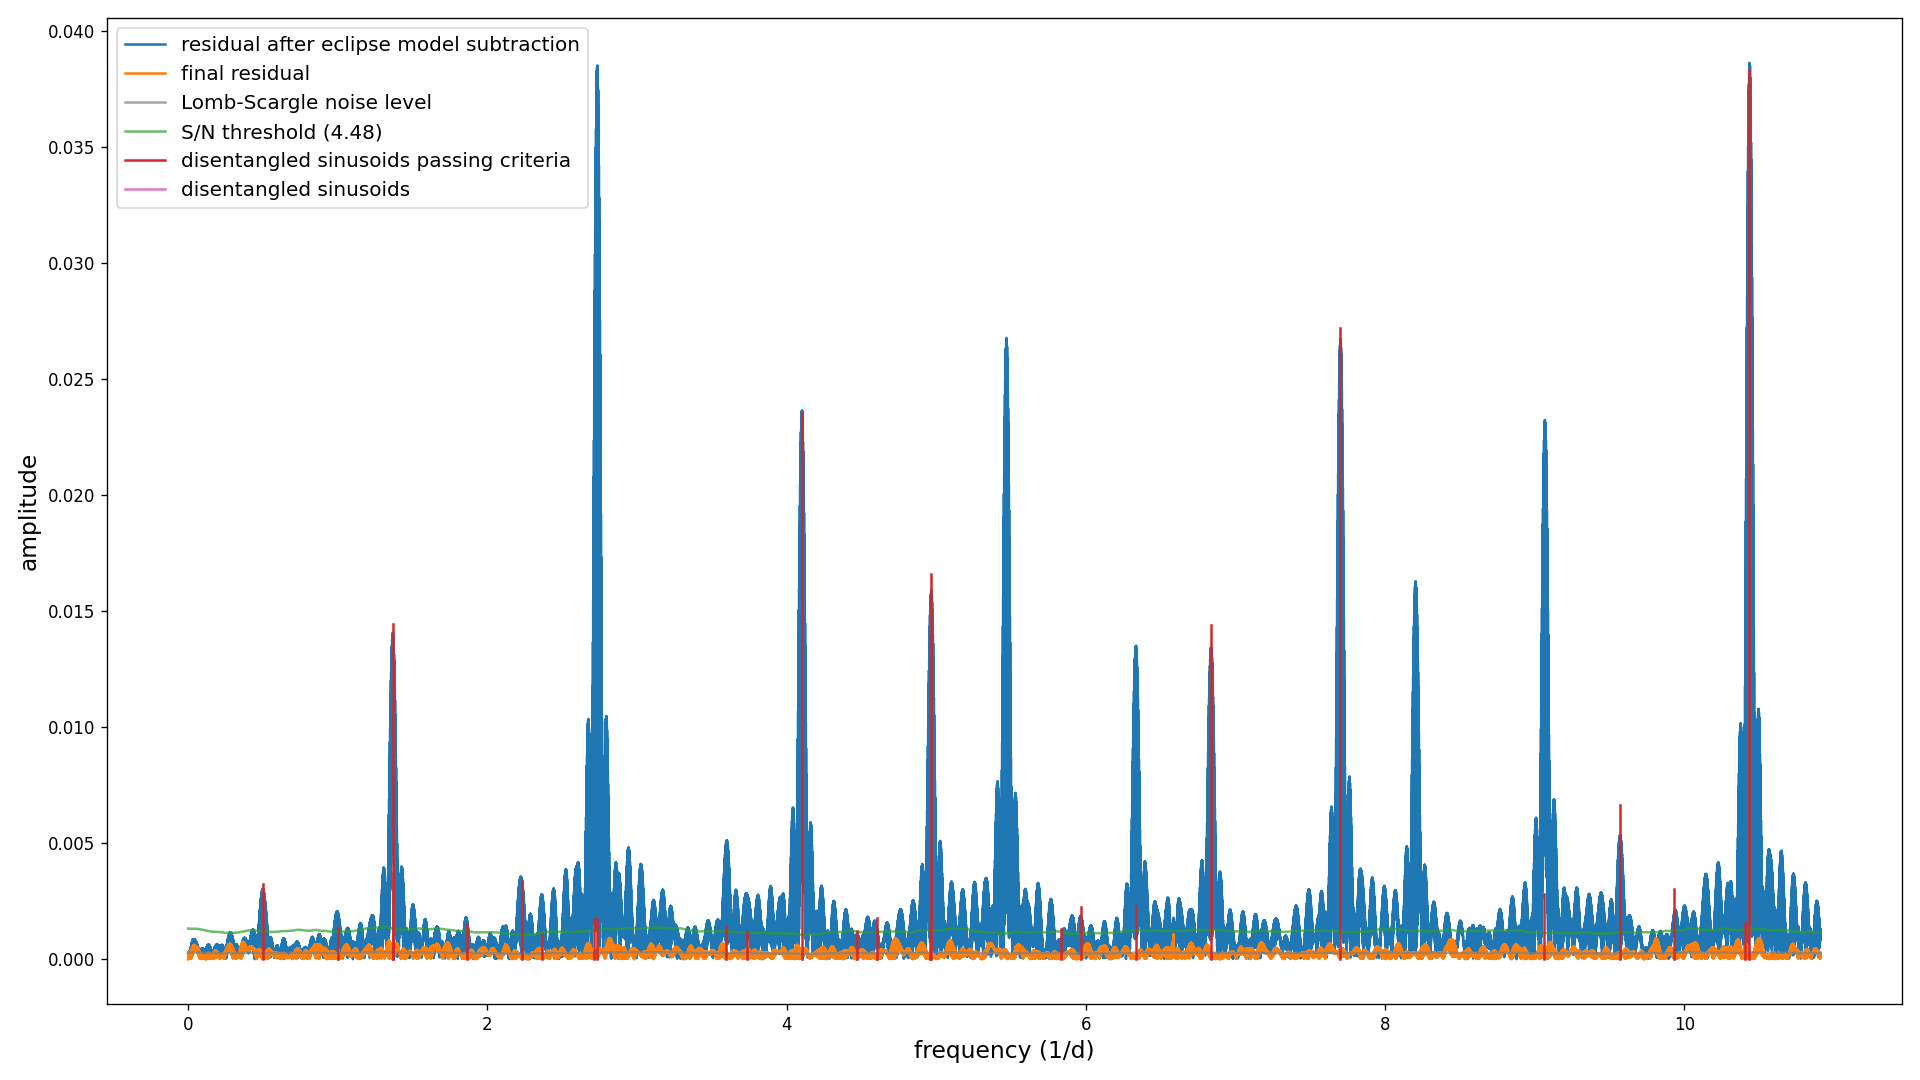 residual after eclipse model subtraction
final residual
Lomb-Scargle noise level
S/N threshold (4.48)
disentangled sinusoids passing criteria
disentangled sinusoids
0.040
0.035
0.030
0.025
0.020
0.015
0.010
0.005
0.000
amplitude
0 2 4 6 8 10
frequency (1/d)